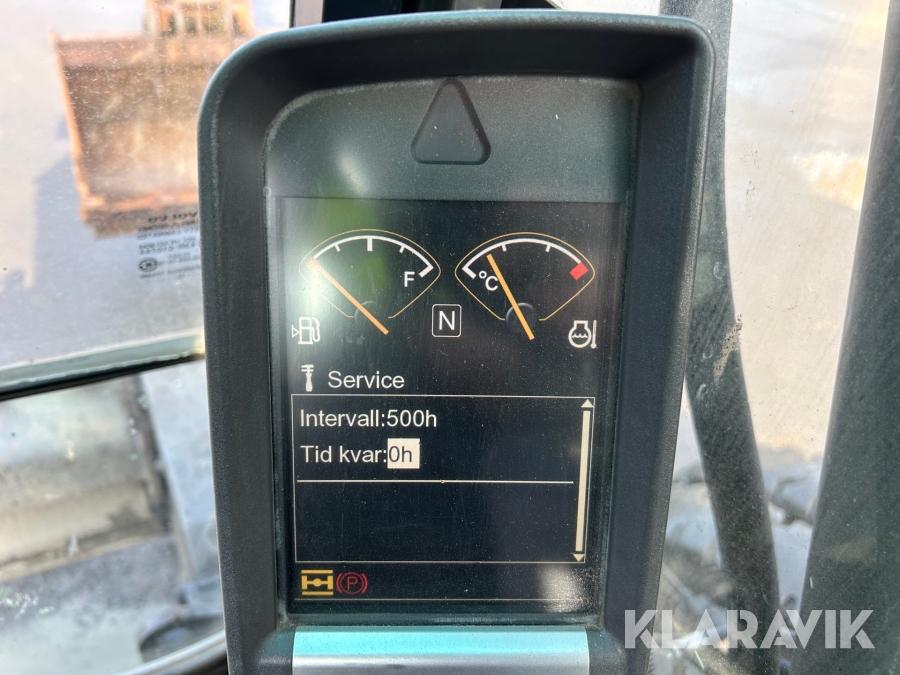 F
°C
N
Service
Intervall:500h
Tid kvar:0h
P
KLARAVIK